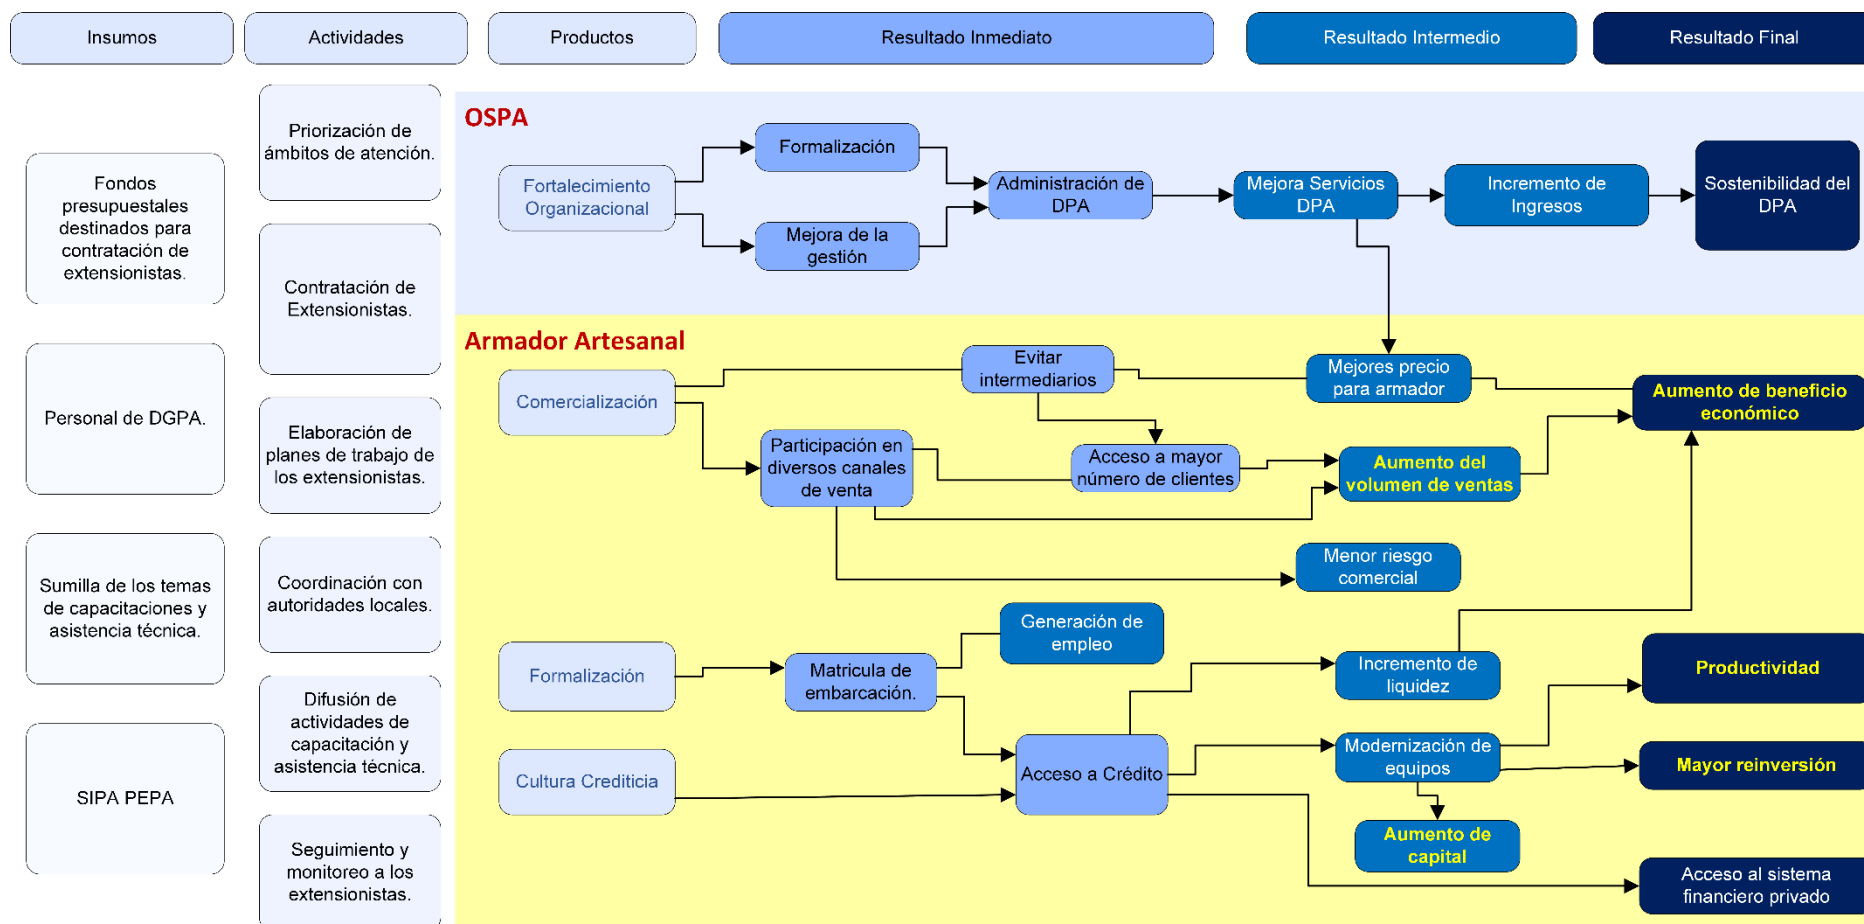 Insumos
Actividades
Productos
Resultado Inmediato
Resultado Intermedio
Resultado Final
Fondos
presupuestales
destinados para
contratación de
extensionistas.
Personal de DGPA.
Sumilla de los temas
de capacitaciones y
asistencia técnica.
SIPA PEPA
Priorización de
ámbitos de atención.
Contratación de
Extensionistas.
Elaboración de
planes de trabajo de
los extensionistas.
Coordinación con
autoridades locales.
Difusión de
actividades de
capacitación y
asistencia técnica.
Seguimiento y
monitoreo a los
extensionistas.
OSPA
Fortalecimiento
Organizacional
Formalización
Mejora de la
gestión
Administración de
DPA
Mejora Servicios
DPA
Incremento de
Ingresos
Sostenibilidad del
DPA
Armador Artesanal
Comercialización
Evitar
intermediarios
Mejores precio
para armador
Aumento de beneficio
económico
Participación en
diversos canales
de venta
Acceso a mayor
número de clientes
Aumento del
volumen de ventas
Menor riesgo
comercial
Formalización
Matricula de
embarcación.
Generación de
empleo
Incremento de
liquidez
Productividad
Cultura Crediticia
Acceso a Crédito
Modernización de
equipos
Mayor reinversión
Aumento de
capital
Acceso al sistema
financiero privado